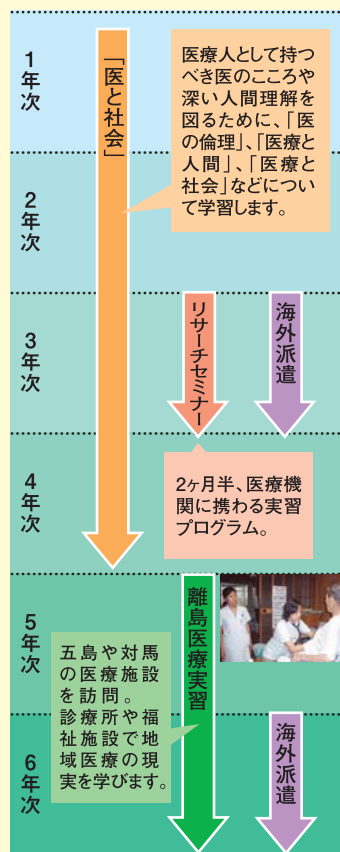 1年次
「医と社会」
医療人として持つ
べき医のこころや
深い人間理解を
図るために、「医
の倫理」、「医療と
人間」、「医療と
社会」などについ
て学習します。
2年次
3年次
リサーチセミナー
海外派遣
4年次
2ヶ月半、医療機
関に携わる実習
プログラム。
5年次
離島医療実習
五島や対馬
の医療施設
を訪問。
診療所や福
祉施設で地
域医療の現
実を学びます。
6年次
海外派遣